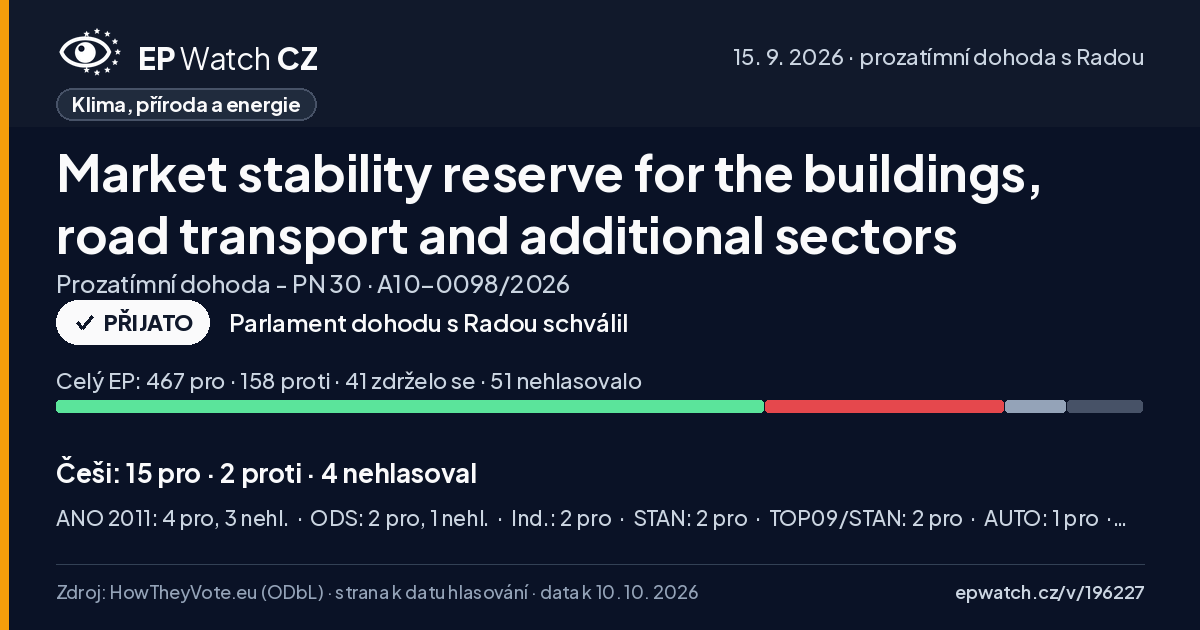 EP Watch CZ
15. 9. 2026 · prozatímní dohoda s Radou
Klima, příroda a energie
Market stability reserve for the buildings,
road transport and additional sectors
Prozatímní dohoda – PN 30 · A10–0098/2026
✓ PŘIJATO Parlament dohodu s Radou schválil
Celý EP: 467 pro · 158 proti · 41 zdrželo se · 51 nehlasovalo
Češi: 15 pro · 2 proti · 4 nehlasoval
ANO 2011: 4 pro, 3 nehl. · ODS: 2 pro, 1 nehl. · Ind.: 2 pro · STAN: 2 pro · TOP09/STAN: 2 pro · AUTO: 1 pro ·…
Zdroj: HowTheyVote.eu (ODbL) · strana k datu hlasování · data k 10. 10. 2026
epwatch.cz/v/196227